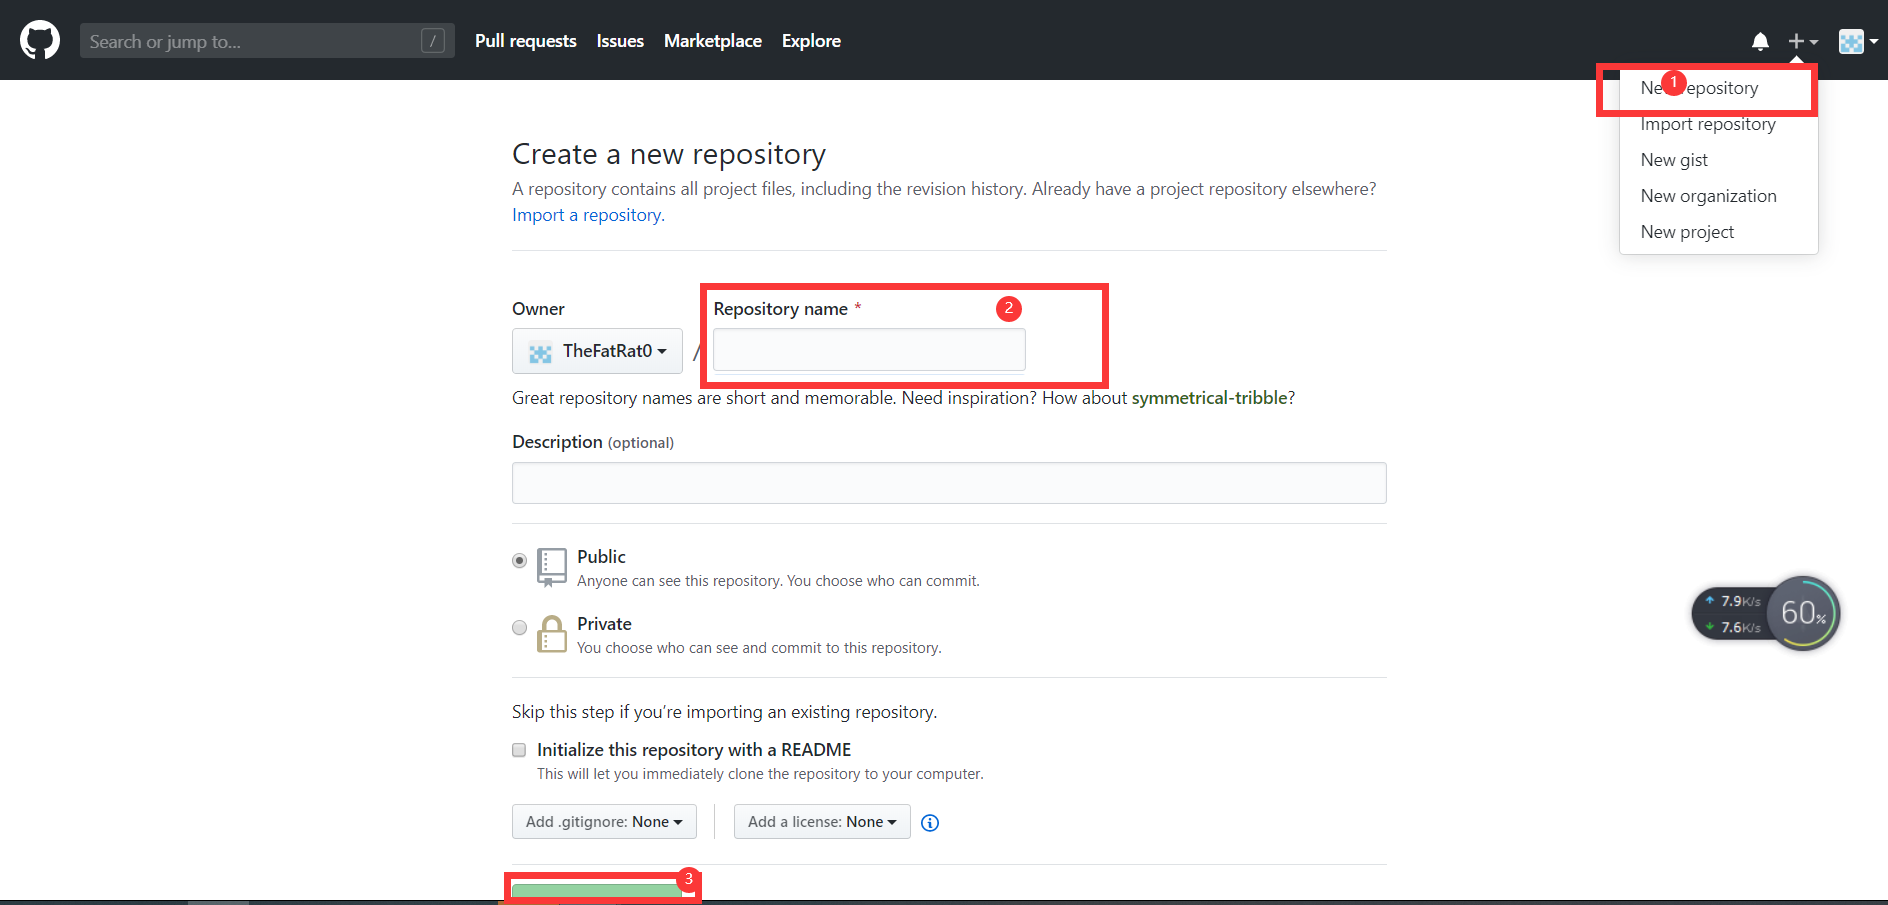 Search or jump to...
/
Pull requests
Issues
Marketplace
Explore
1
New repository
Import repository
New gist
New organization
New project
Create a new repository
A repository contains all project files, including the revision history. Already have a project repository elsewhere?
Import a repository.
Owner
Repository name *
2
TheFatRat0
/
Great repository names are short and memorable. Need inspiration? How about symmetrical-tribble?
Description (optional)
Public
Anyone can see this repository. You choose who can commit.
Private
You choose who can see and commit to this repository.
7.9K/s
7.6K/s
60%
Skip this step if you’re importing an existing repository.
Initialize this repository with a README
This will let you immediately clone the repository to your computer.
Add .gitignore: None
Add a license: None
3